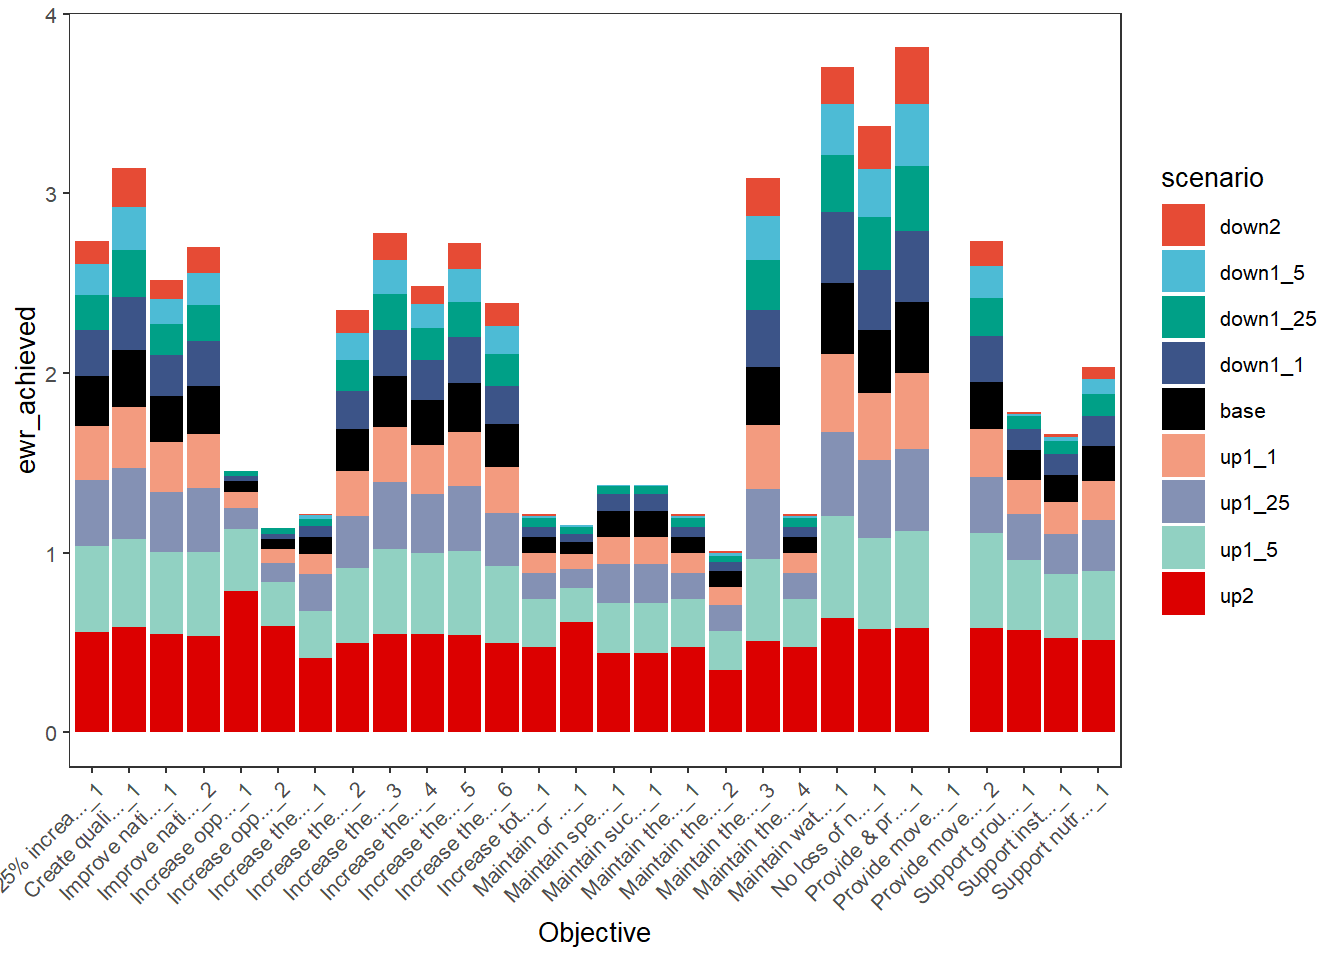 4
3
2
1
0
ewr_achieved
25% increa..._1
Create quali..._1
Improve nati..._1
Improve nati..._2
Increase opp..._1
Increase opp..._2
Increase the..._1
Increase the..._2
Increase the..._3
Increase the..._4
Increase the..._5
Increase the..._6
Increase tot..._1
Maintain or ..._1
Maintain spe..._1
Maintain suc..._1
Maintain the..._1
Maintain the..._2
Maintain the..._3
Maintain the..._4
Maintain wat..._1
No loss of n..._1
Provide & pr..._1
Provide move..._1
Provide move..._2
Support grou..._1
Support inst..._1
Support nutr..._1
Objective
scenario
down2
down1_5
down1_25
down1_1
base
up1_1
up1_25
up1_5
up2